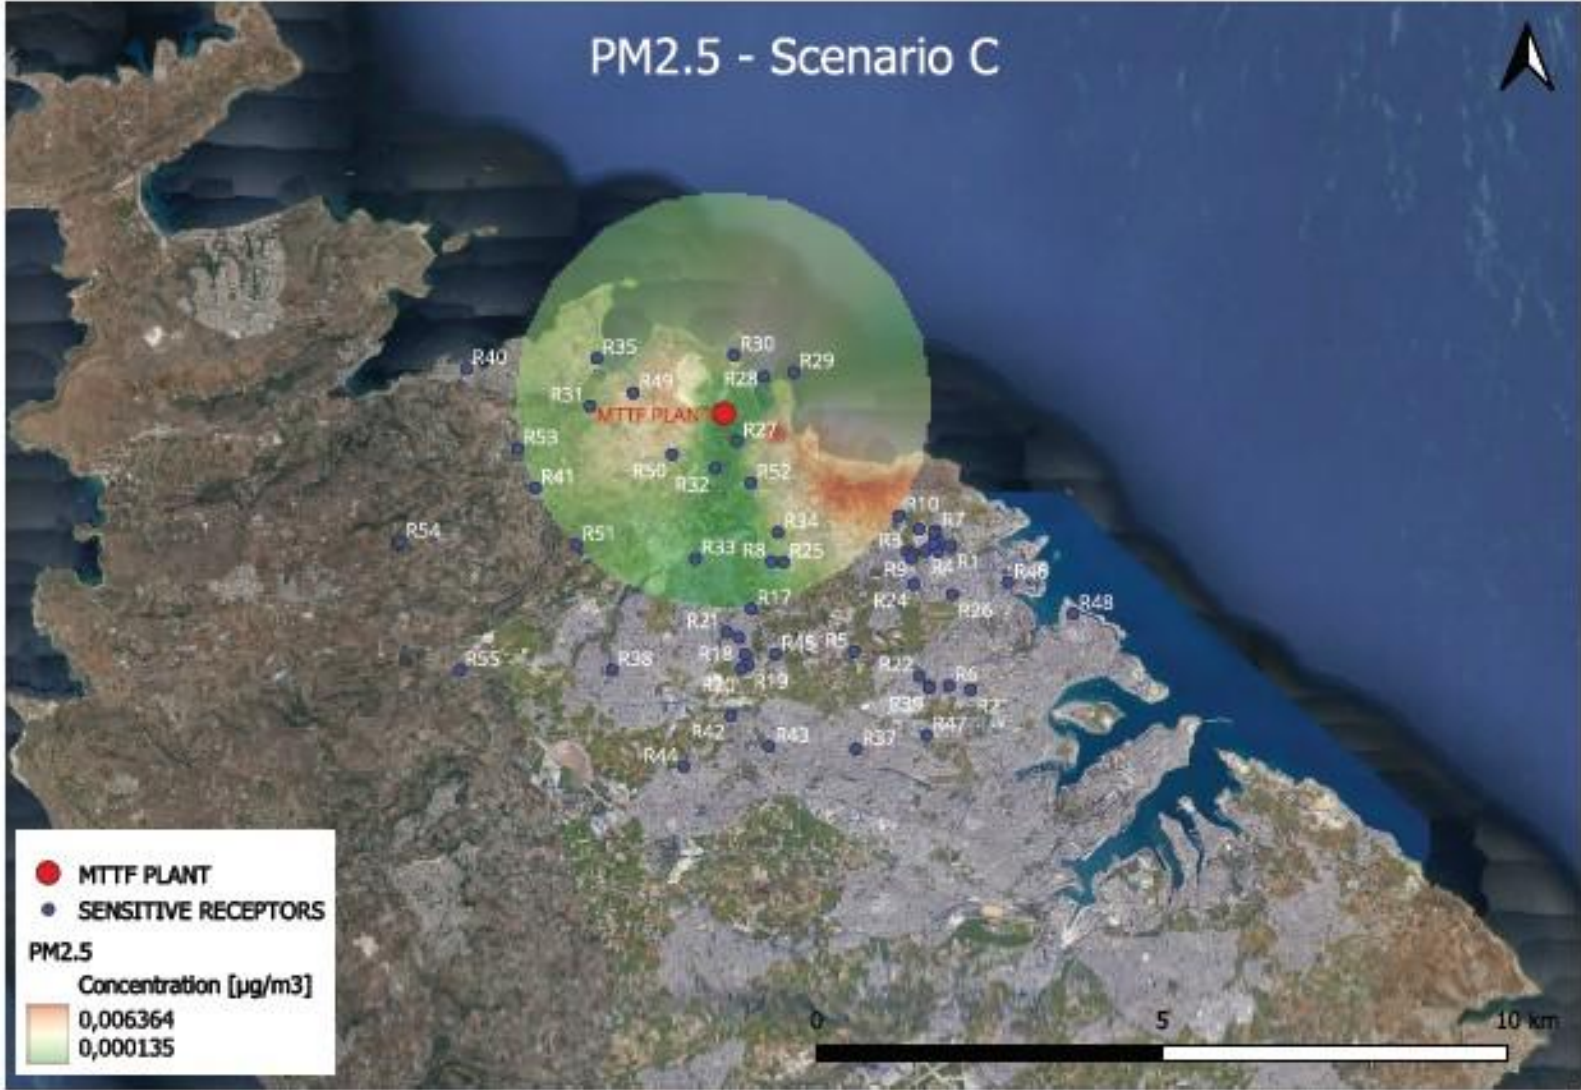 PM2.5 - Scenario C
R30
R35
R29
R40
R28
R49
R31
MTTF PLANT
R27
R53
R50
R52
R32
R41
R10
R34
R7
R54
R51
R3
R33
R8
R25
R4
R1
R9
R46
R24
R17
R26
R48
R21
R5
R45
R18
R55
R38
R22
R6
R19
R20
R39
R2
R42
R47
R43
R37
R44
MTTF PLANT
SENSITIVE RECEPTORS
PM2.5
Concentration [µg/m3]
0,006364
0,000135
0 5 10 km